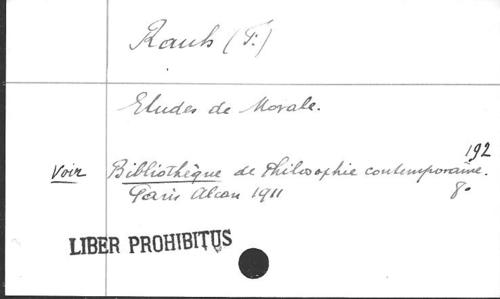 Rauh (F.)
Etudes de Morale.
192
Voir Bibliothèque de Philosophie contemporaine.
Paris Alcan 1911 8°
LIBER PROHIBITUS